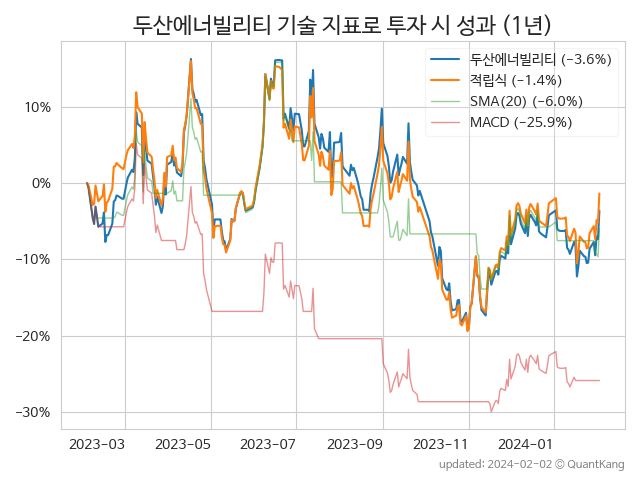 두산에너빌리티 기술 지표로 투자 시 성과 (1년)
두산에너빌리티 (−3.6%)
적립식 (−1.4%)
SMA(20) (−6.0%)
MACD (−25.9%)
10%
0%
−10%
−20%
−30%
2023-03 2023-05 2023-07 2023-09 2023-11 2024-01
updated: 2024-02-02 © QuantKang